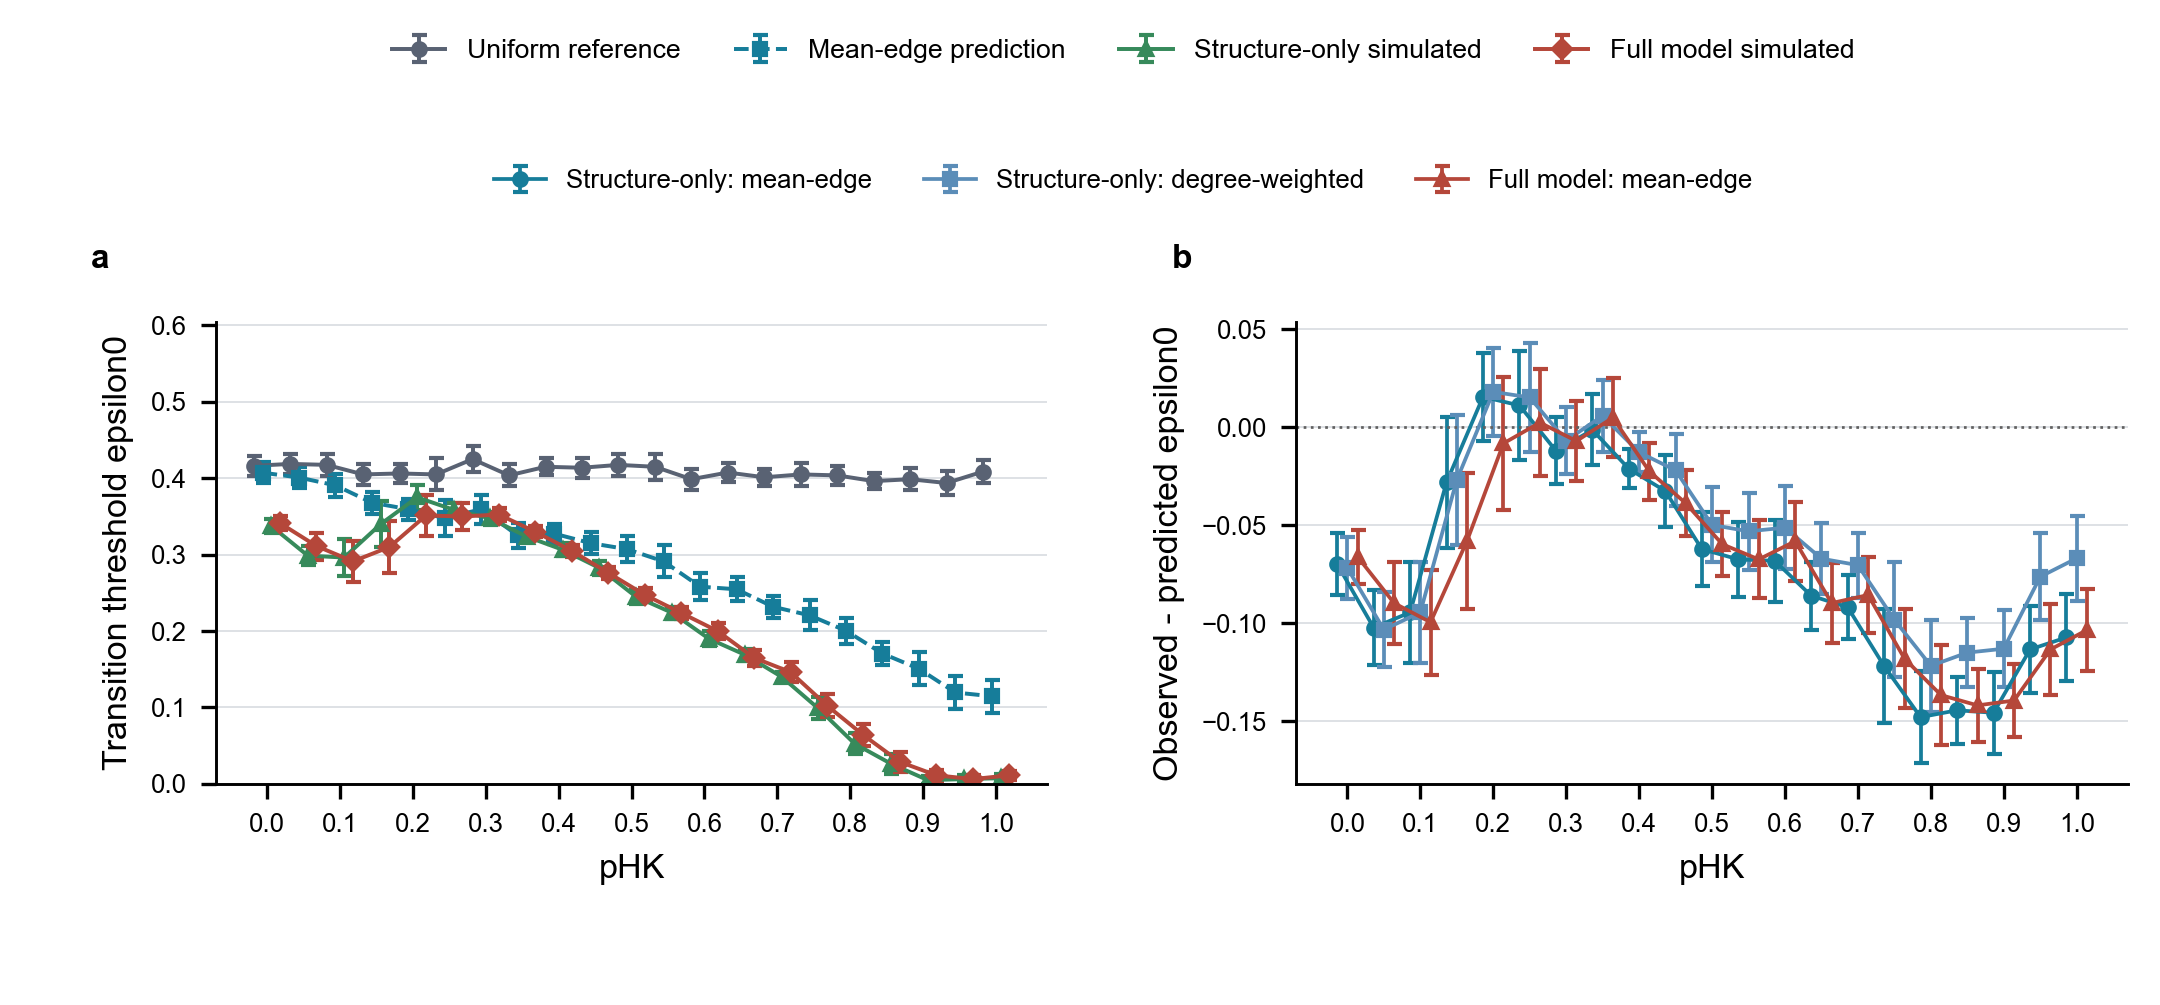 Uniform reference Mean-edge prediction Structure-only simulated Full model simulated
Structure-only: mean-edge Structure-only: degree-weighted Full model: mean-edge
a
b
Transition threshold epsilon0
0.6
0.5
0.4
0.3
0.2
0.1
0.0
0.0 0.1 0.2 0.3 0.4 0.5 0.6 0.7 0.8 0.9 1.0
pHK
Observed - predicted epsilon0
0.05
0.00
−0.05
−0.10
−0.15
0.0 0.1 0.2 0.3 0.4 0.5 0.6 0.7 0.8 0.9 1.0
pHK